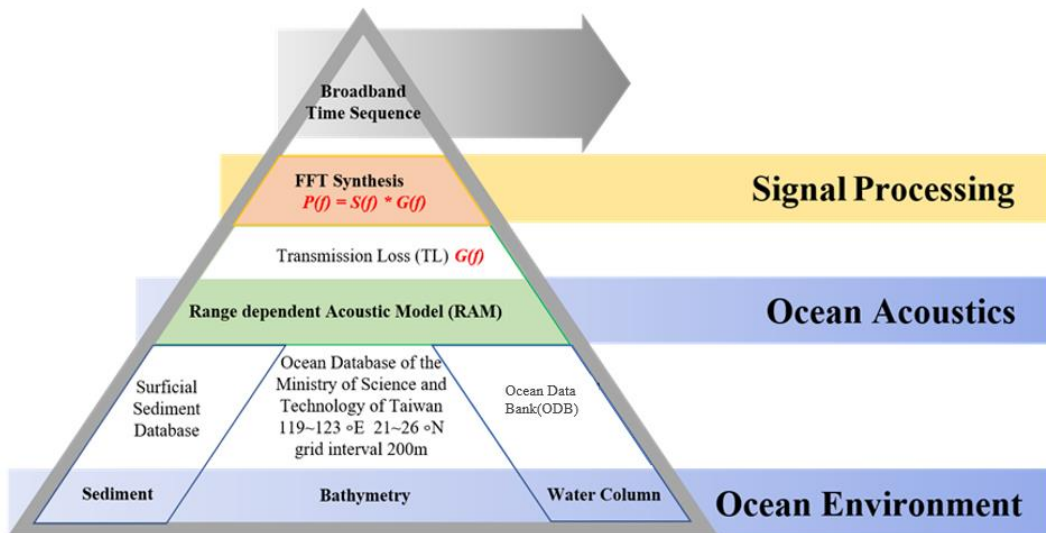 Broadband
Time Sequence
FFT Synthesis
P(f) = S(f) * G(f)
Signal Processing
Transmission Loss (TL) G(f)
Range dependent Acoustic Model (RAM)
Ocean Acoustics
Surficial
Sediment
Database
Ocean Database of the
Ministry of Science and
Technology of Taiwan
119~123 ∘E 21~26 ∘N
grid interval 200m
Ocean Data
Bank(ODB)
Sediment
Bathymetry
Water Column
Ocean Environment